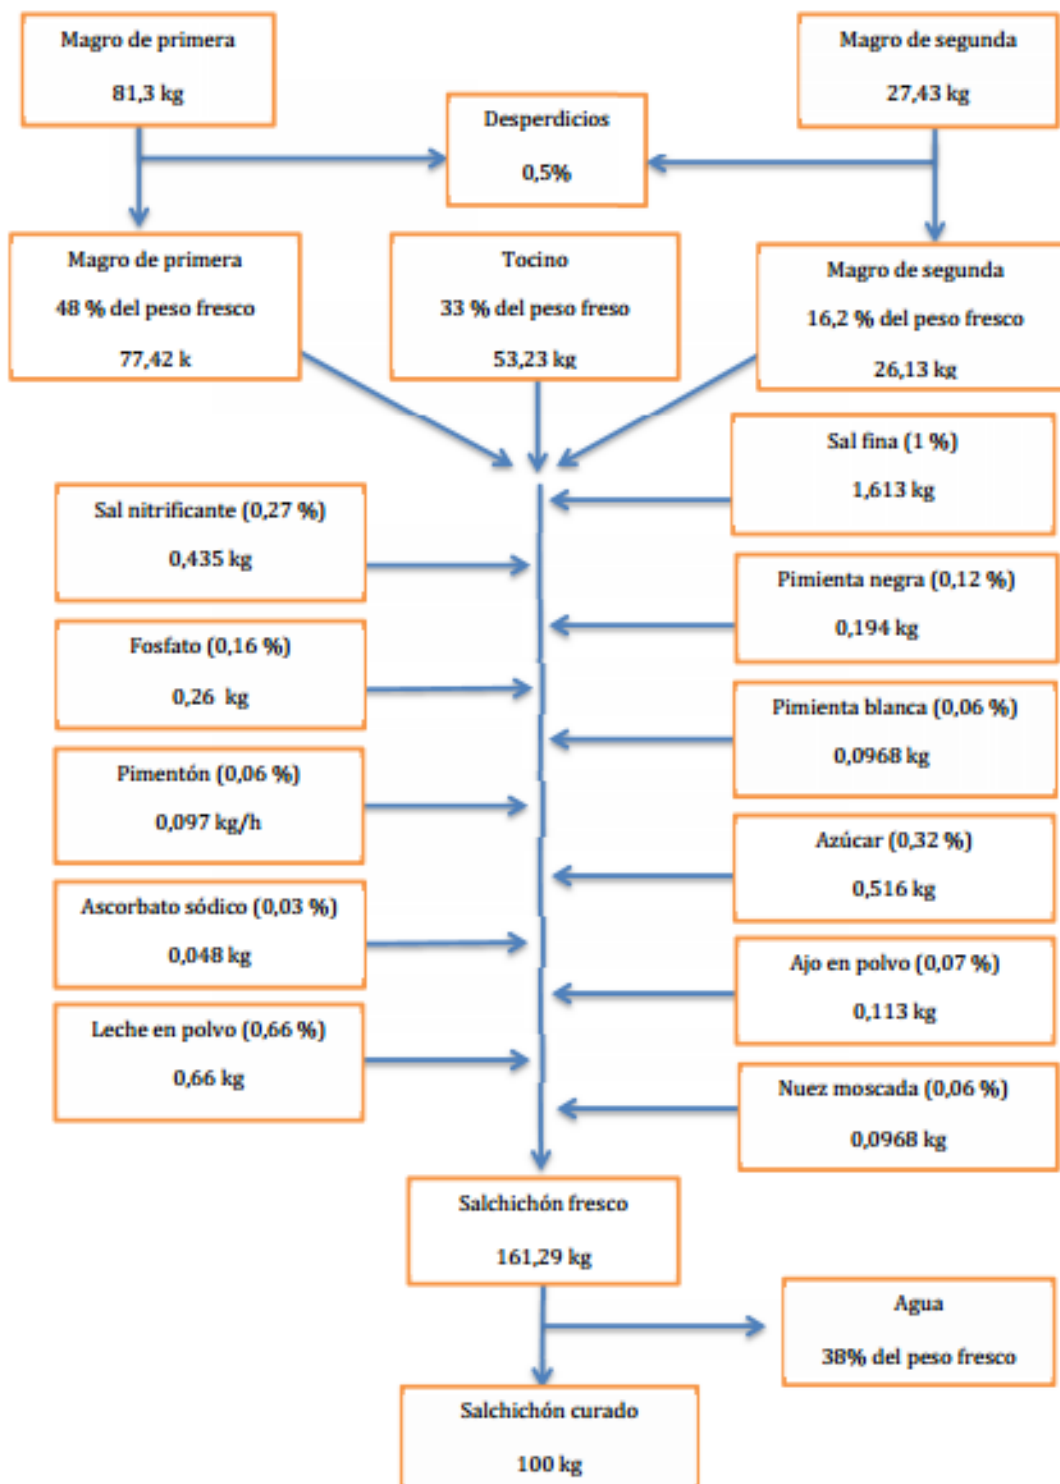 Magro de primera
81,3 kg
Magro de segunda
27,43 kg
Desperdicios
0,5%
Magro de primera
48 % del peso fresco
77,42 k
Tocino
33 % del peso freso
53,23 kg
Magro de segunda
16,2 % del peso fresco
26,13 kg
Sal fina (1 %)
1,613 kg
Sal nitrificante (0,27 %)
0,435 kg
Pimienta negra (0,12 %)
0,194 kg
Fosfato (0,16 %)
0,26 kg
Pimienta blanca (0,06 %)
0,0968 kg
Pimentón (0,06 %)
0,097 kg/h
Azúcar (0,32 %)
0,516 kg
Ascorbato sódico (0,03 %)
0,048 kg
Ajo en polvo (0,07 %)
0,113 kg
Leche en polvo (0,66 %)
0,66 kg
Nuez moscada (0,06 %)
0,0968 kg
Salchichón fresco
161,29 kg
Agua
38% del peso fresco
Salchichón curado
100 kg